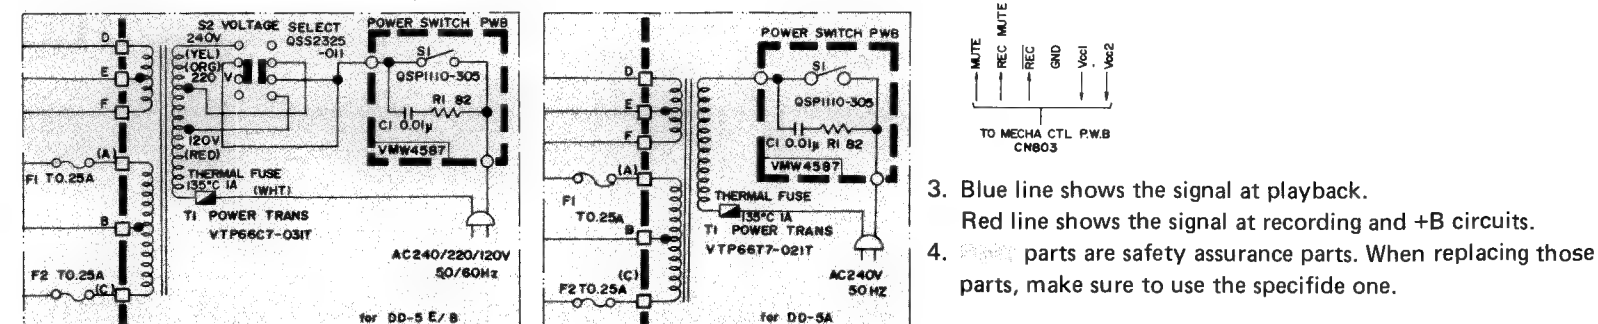 S2 VOLTAGE SELECT
QSS2325
-011
240V
(YEL)
(ORG)
220 V
120V
(RED)
D
E
F
(A)
F1 T0.25A
B
F2 T0.25A
(C)
THERMAL FUSE
135°C 1A
(WHT)
T1 POWER TRANS
VTP66C7-031T
POWER SWITCH PWB
S1
QSP1110-305
R1 82
C1 0.01μ
VMW4587
AC240/220/120V
50/60Hz
for DD-5 E/B
POWER SWITCH PWB
S1
QSP1110-305
C1 0.01μ R1 82
VMW4587
D
E
F
(A)
F1
T0.25A
B
(C)
F2 T0.25A
THERMAL FUSE
135°C 1A
T1 POWER TRANS
VTP66T7-021T
AC240V
50HZ
for DD-5A
MUTE
REC MUTE
REC
GND
Vcc1
Vcc2
TO MECHA CTL P.W.B
CN803
3. Blue line shows the signal at playback.
Red line shows the signal at recording and +B circuits.
4. parts are safety assurance parts. When replacing those
parts, make sure to use the specifide one.